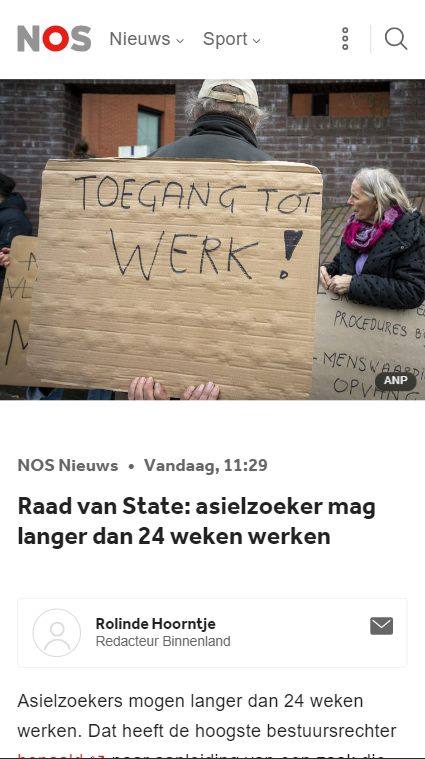 NOS Nieuws Sport
TOEGANG TOT
WERK!
PROCEDURES
MENSWAARDI
OPVANG
ANP
NOS Nieuws • Vandaag, 11:29
Raad van State: asielzoeker mag
langer dan 24 weken werken
Rolinde Hoorntje
Redacteur Binnenland
Asielzoekers mogen langer dan 24 weken
werken. Dat heeft de hoogste bestuursrechter